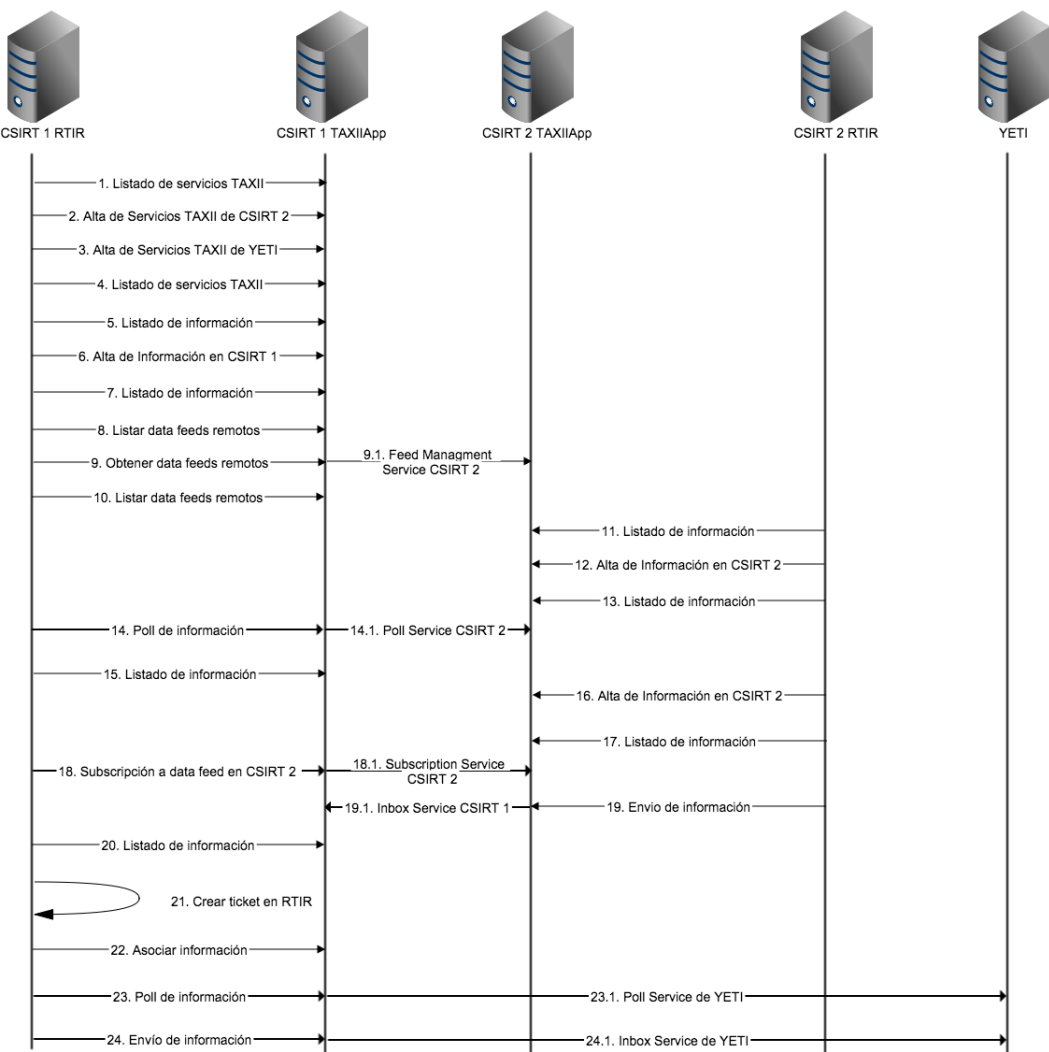 CSIRT 1 RTIR
CSIRT 1 TAXIIApp
CSIRT 2 TAXIIApp
CSIRT 2 RTIR
YETI
1. Listado de servicios TAXII
2. Alta de Servicios TAXII de CSIRT 2
3. Alta de Servicios TAXII de YETI
4. Listado de servicios TAXII
5. Listado de información
6. Alta de Información en CSIRT 1
7. Listado de información
8. Listar data feeds remotos
9. Obtener data feeds remotos
9.1. Feed Managment
Service CSIRT 2
10. Listar data feeds remotos
11. Listado de información
12. Alta de Información en CSIRT 2
13. Listado de información
14. Poll de información
14.1. Poll Service CSIRT 2
15. Listado de información
16. Alta de Información en CSIRT 2
17. Listado de información
18. Subscripción a data feed en CSIRT 2
18.1. Subscription Service
CSIRT 2
19.1. Inbox Service CSIRT 1
19. Envio de información
20. Listado de información
21. Crear ticket en RTIR
22. Asociar información
23. Poll de información
23.1. Poll Service de YETI
24. Envío de información
24.1. Inbox Service de YETI